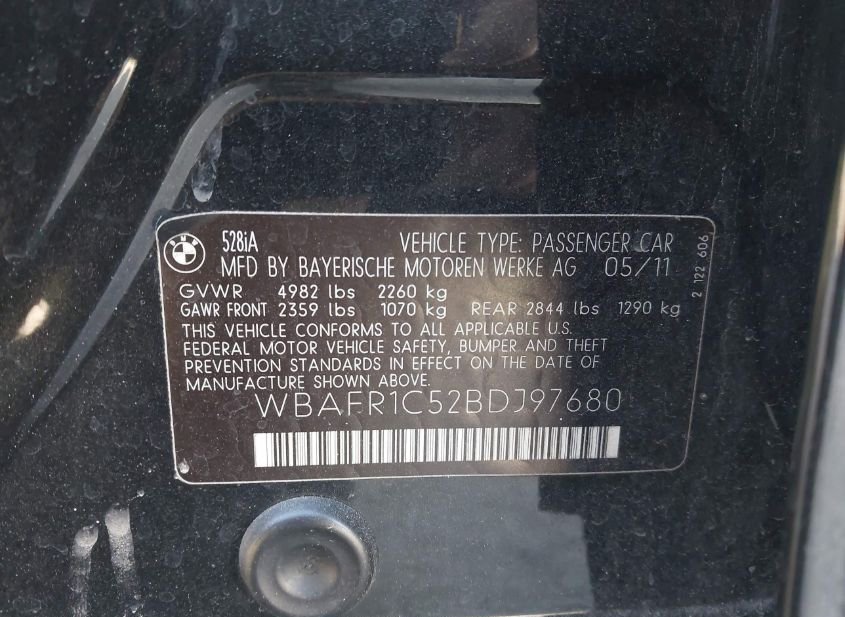 BMW
528iA VEHICLE TYPE: PASSENGER CAR
MFD BY BAYERISCHE MOTOREN WERKE AG 05/11
GVWR 4982 lbs 2260 kg
GAWR FRONT 2359 lbs 1070 kg REAR 2844 lbs 1290 kg
THIS VEHICLE CONFORMS TO ALL APPLICABLE U.S.
FEDERAL MOTOR VEHICLE SAFETY, BUMPER AND THEFT
PREVENTION STANDARDS IN EFFECT ON THE DATE OF
MANUFACTURE SHOWN ABOVE.
WBAFR1C52BDJ97680
2 122 606